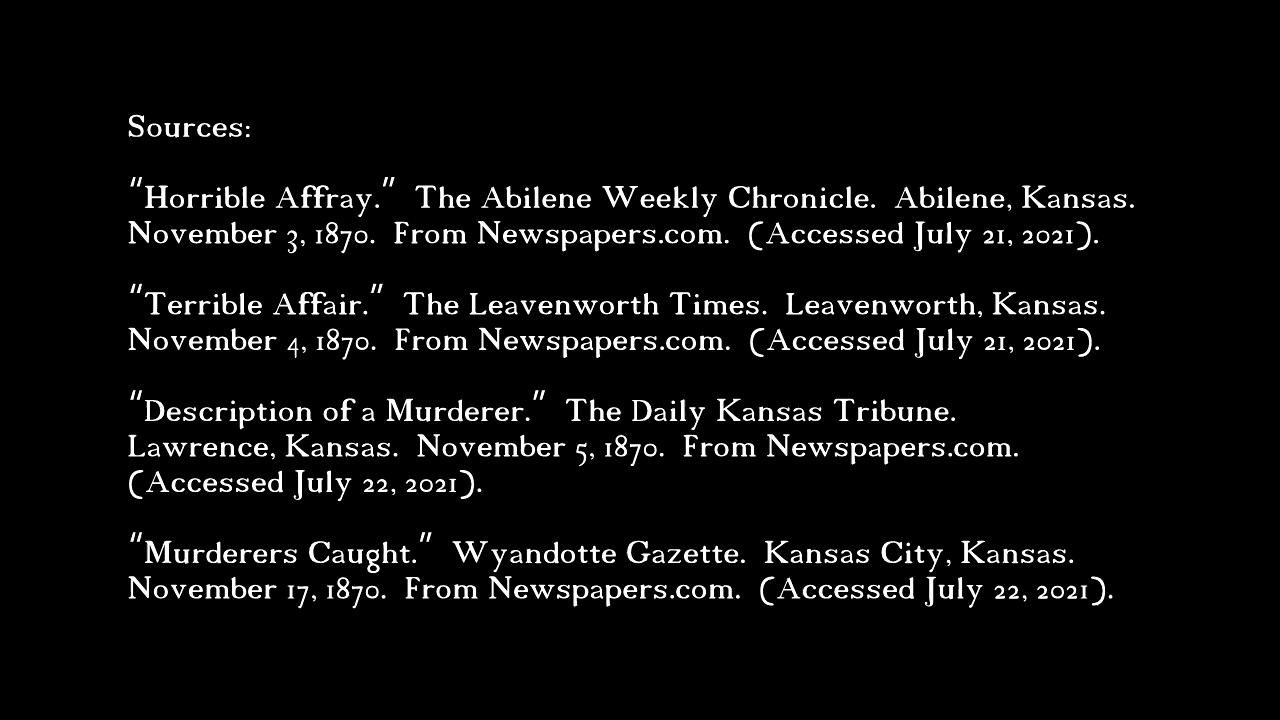 Sources:
"Horrible Affray."  The Abilene Weekly Chronicle.  Abilene, Kansas.
November 3, 1870.  From Newspapers.com.  (Accessed July 21, 2021).
"Terrible Affair."  The Leavenworth Times.  Leavenworth, Kansas.
November 4, 1870.  From Newspapers.com.  (Accessed July 21, 2021).
"Description of a Murderer."  The Daily Kansas Tribune.
Lawrence, Kansas.  November 5, 1870.  From Newspapers.com.
(Accessed July 22, 2021).
"Murderers Caught."  Wyandotte Gazette.  Kansas City, Kansas.
November 17, 1870.  From Newspapers.com.  (Accessed July 22, 2021).